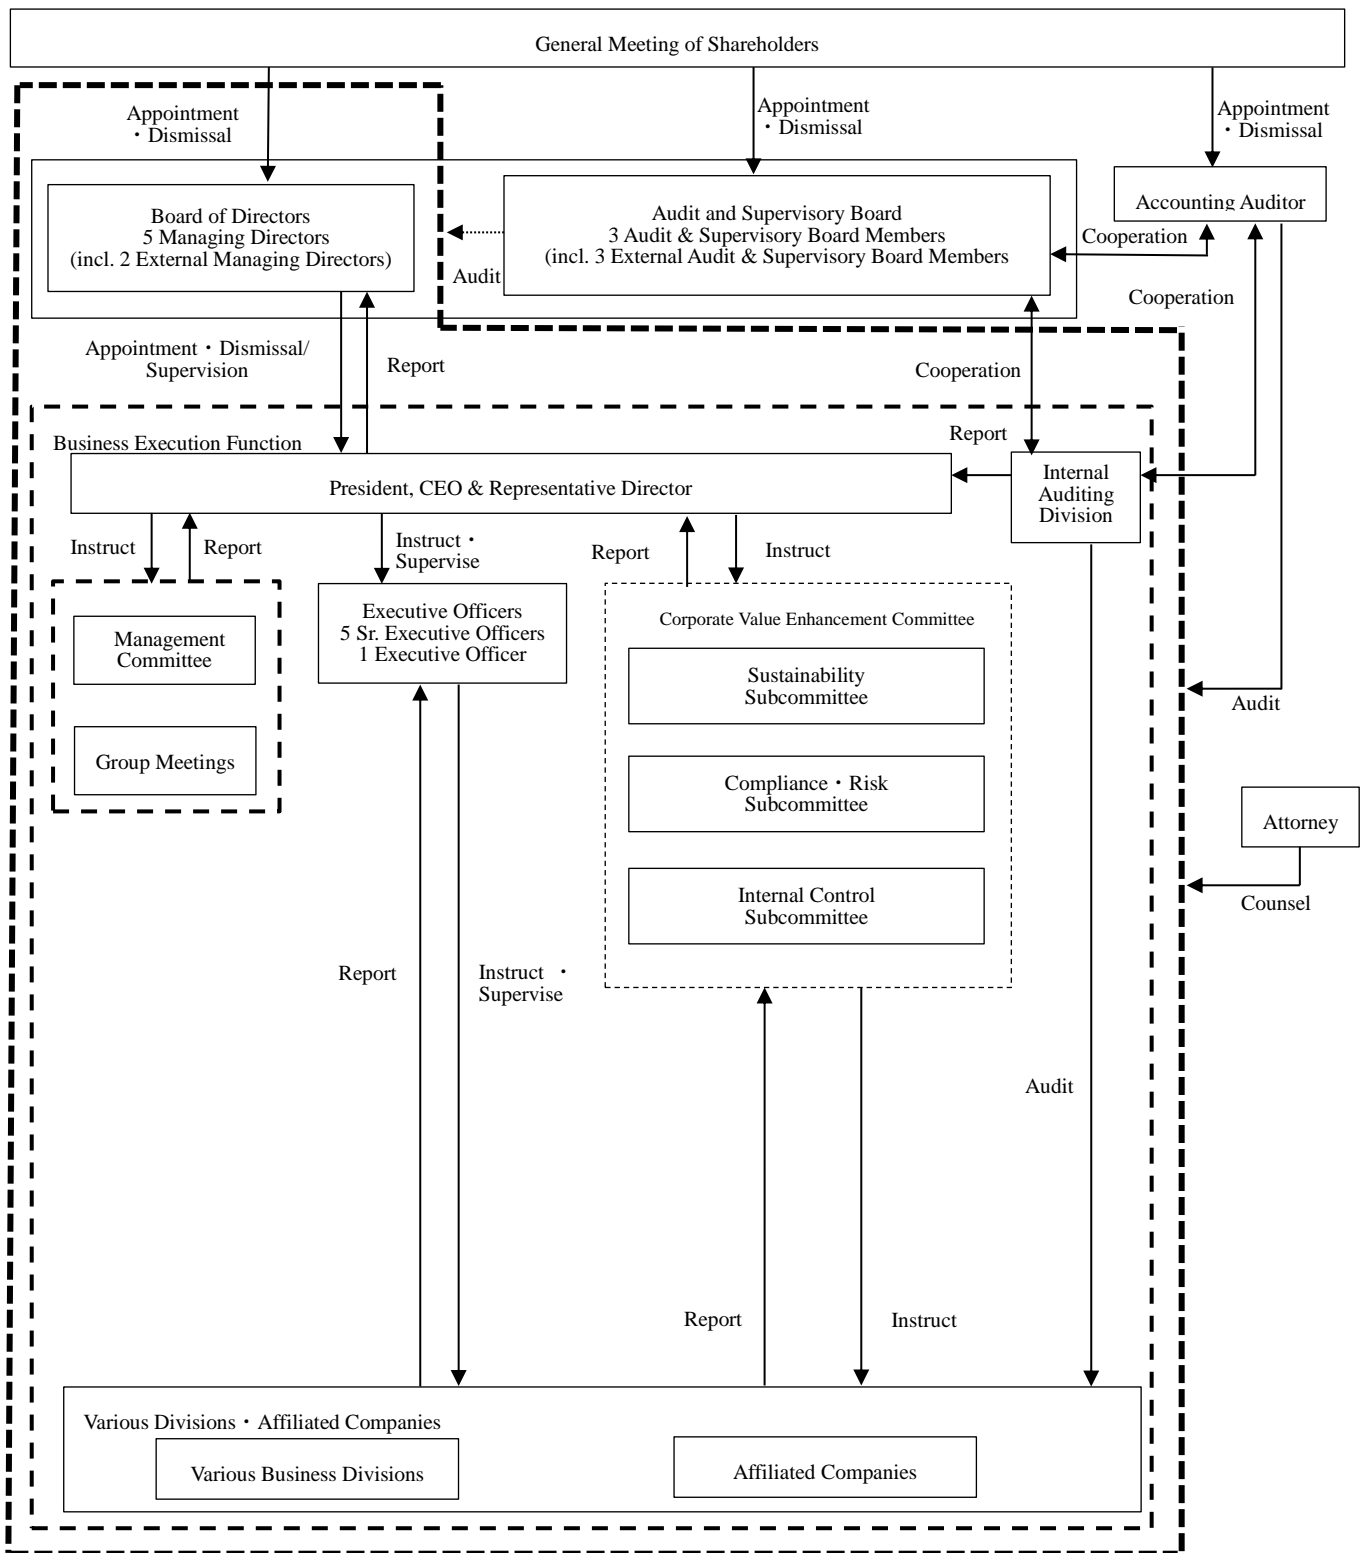 General Meeting of Shareholders
Appointment
・Dismissal
Appointment
・Dismissal
Appointment
・Dismissal
Board of Directors
5 Managing Directors
(incl. 2 External Managing Directors)
Audit and Supervisory Board
3 Audit & Supervisory Board Members
(incl. 3 External Audit & Supervisory Board Members
Accounting Auditor
Audit
Cooperation
Cooperation
Appointment・Dismissal/
Supervision
Report
Cooperation
Report
Business Execution Function
President, CEO & Representative Director
Internal
Auditing
Division
Instruct
Report
Instruct・
Supervise
Report
Instruct
Management
Committee
Group Meetings
Executive Officers
5 Sr. Executive Officers
1 Executive Officer
Corporate Value Enhancement Committee
Sustainability
Subcommittee
Compliance・Risk
Subcommittee
Internal Control
Subcommittee
Audit
Attorney
Counsel
Report
Instruct ・
Supervise
Audit
Report
Instruct
Various Divisions・Affiliated Companies
Various Business Divisions
Affiliated Companies